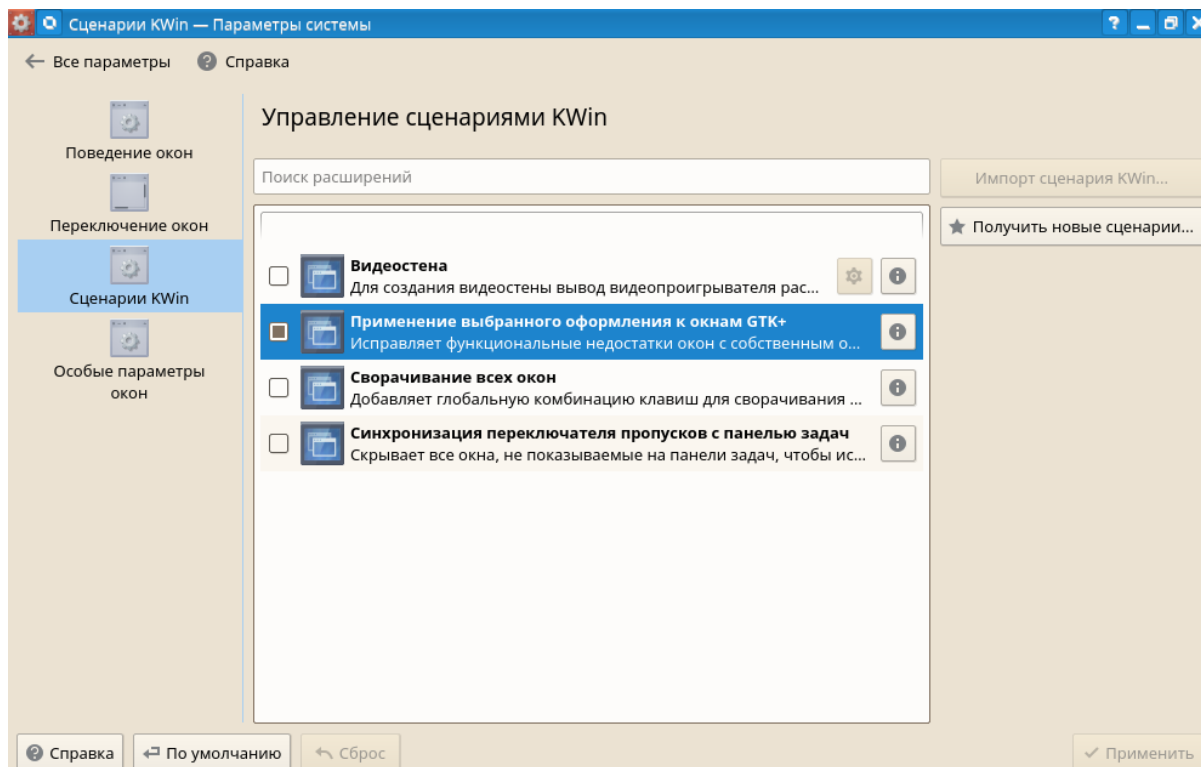 Сценарии KWin — Параметры системы
Все параметры Справка
Поведение окон
Переключение окон
Сценарии KWin
Особые параметры
окон
Управление сценариями KWin
Поиск расширений
Импорт сценария KWin...
Получить новые сценарии...
Видеостена
Для создания видеостены вывод видеопроигрывателя рас...
Применение выбранного оформления к окнам GTK+
Исправляет функциональные недостатки окон с собственным о...
Сворачивание всех окон
Добавляет глобальную комбинацию клавиш для сворачивания ...
Синхронизация переключателя пропусков с панелью задач
Скрывает все окна, не показываемые на панели задач, чтобы ис...
Справка По умолчанию Сброс Применить